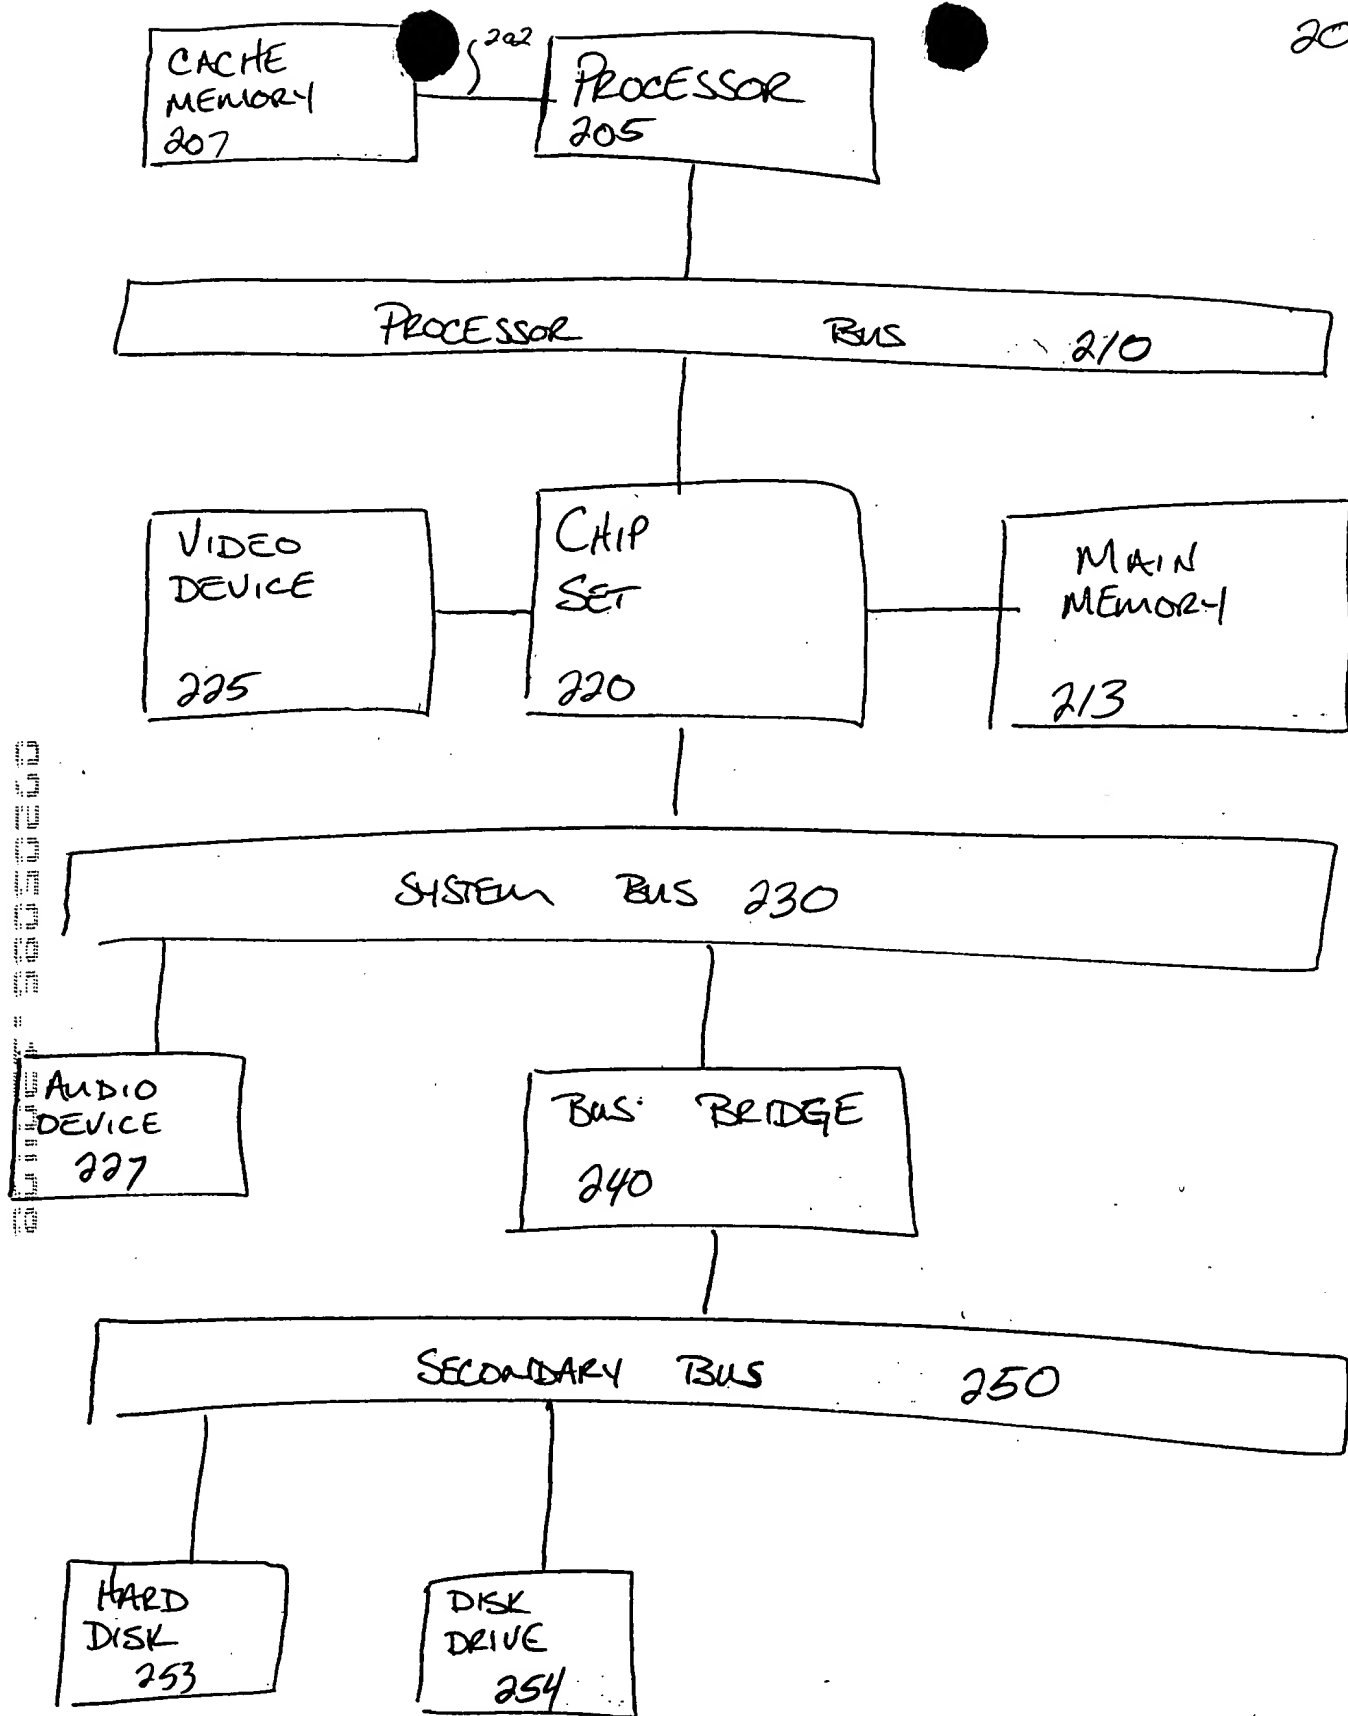 CACHE
MEMORY
207
202
PROCESSOR
205
20
PROCESSOR BUS 210
VIDEO
DEVICE
225
CHIP
SET
220
MAIN
MEMORY
213
SYSTEM BUS 230
AUDIO
DEVICE
227
BUS BRIDGE
240
SECONDARY BUS 250
HARD
DISK
253
DISK
DRIVE
254